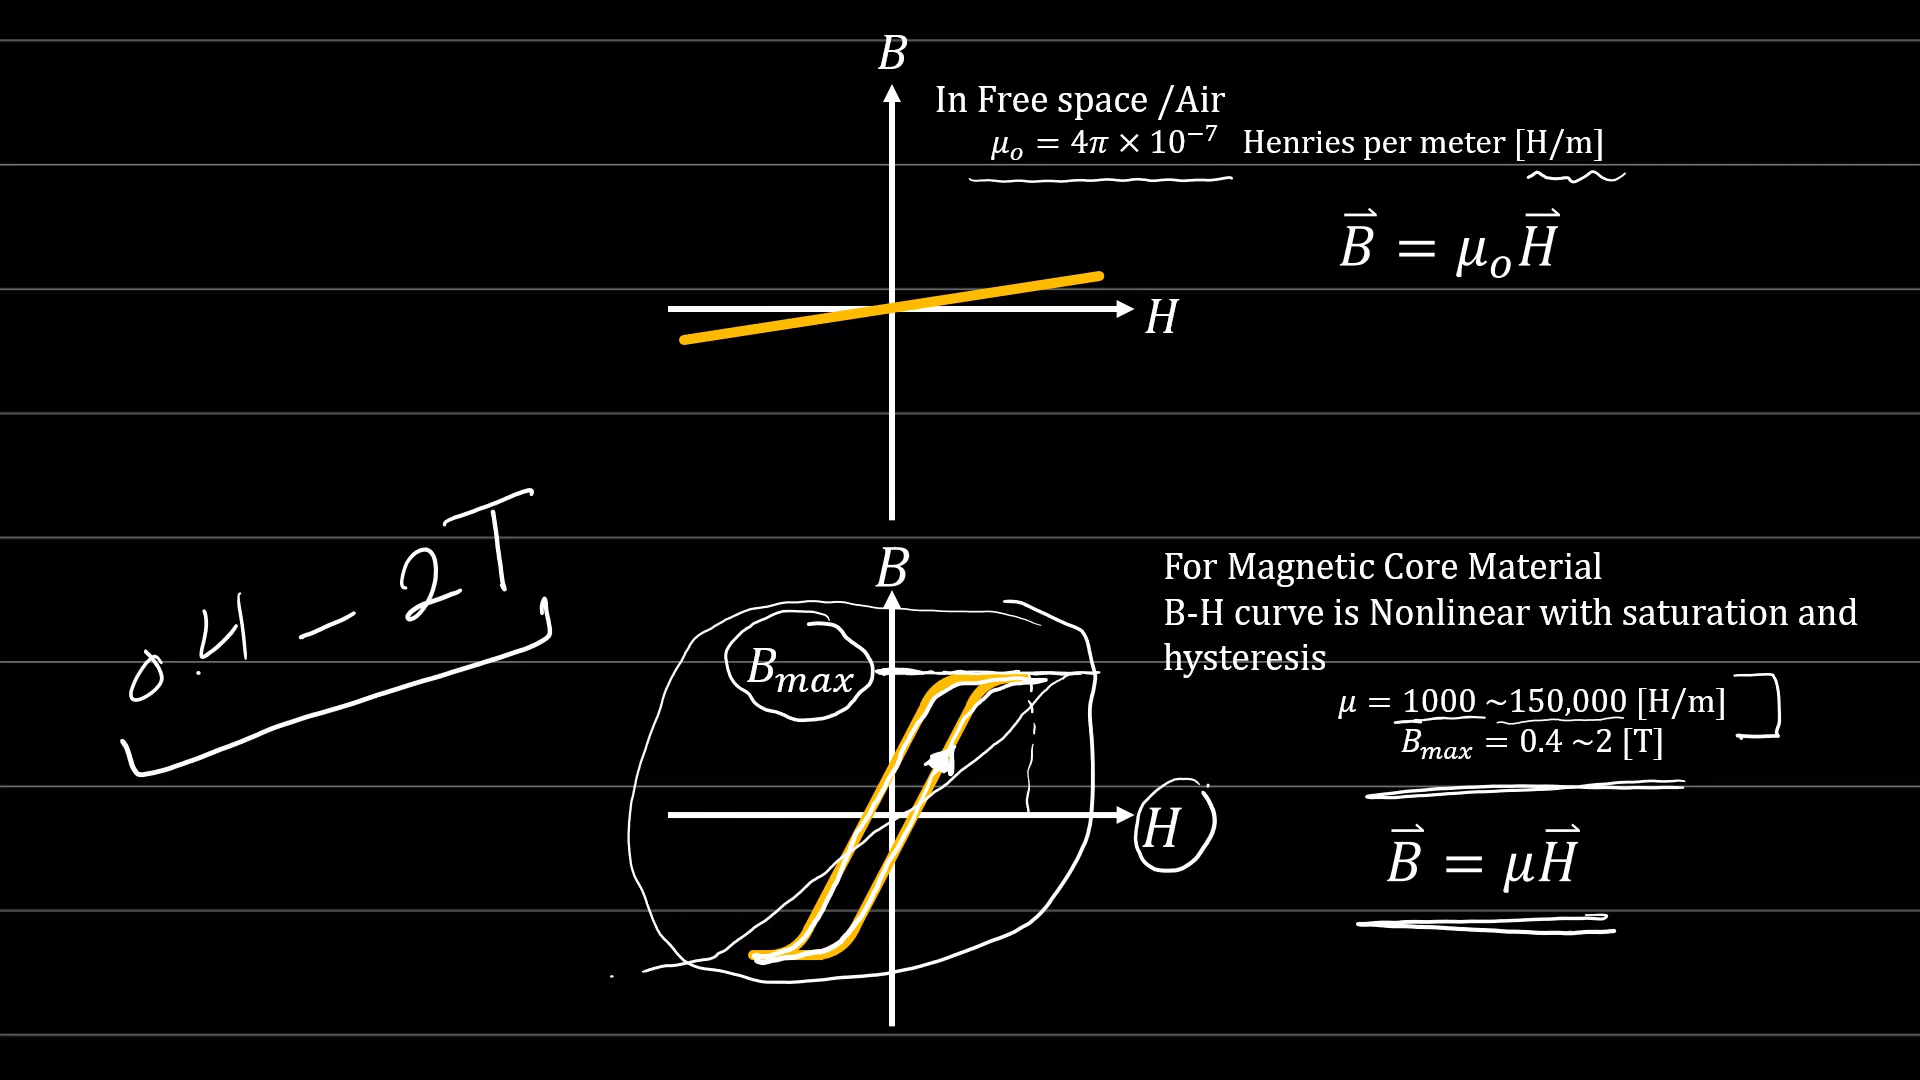 B
In Free space /Air
μₒ = 4π × 10⁻⁷ Henries per meter [H/m]
B⃗ = μₒH⃗
H
0.4 – 2T
B
For Magnetic Core Material
B-H curve is Nonlinear with saturation and
hysteresis
Bₘₐₓ
μ = 1000 ~150,000 [H/m]
Bₘₐₓ = 0.4 ~2 [T]
H
B⃗ = μH⃗